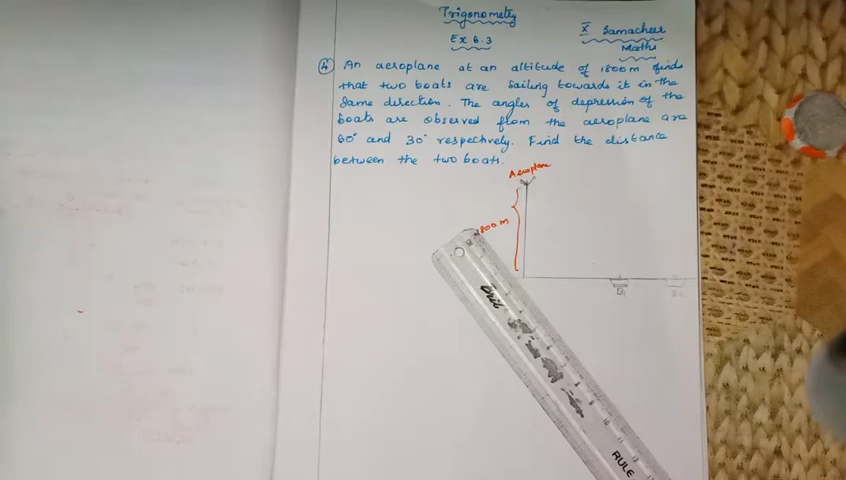 Trigonometry
Ex 6.3
X Samacheer
Maths
4 An aeroplane at an altitude of 1800 m finds
that two boats are sailing towards it in the
same direction. The angles of depression of the
boats are observed from the aeroplane are
60° and 30° respectively. Find the distance
between the two boats.
Aeroplane
800 m
B1
RULE